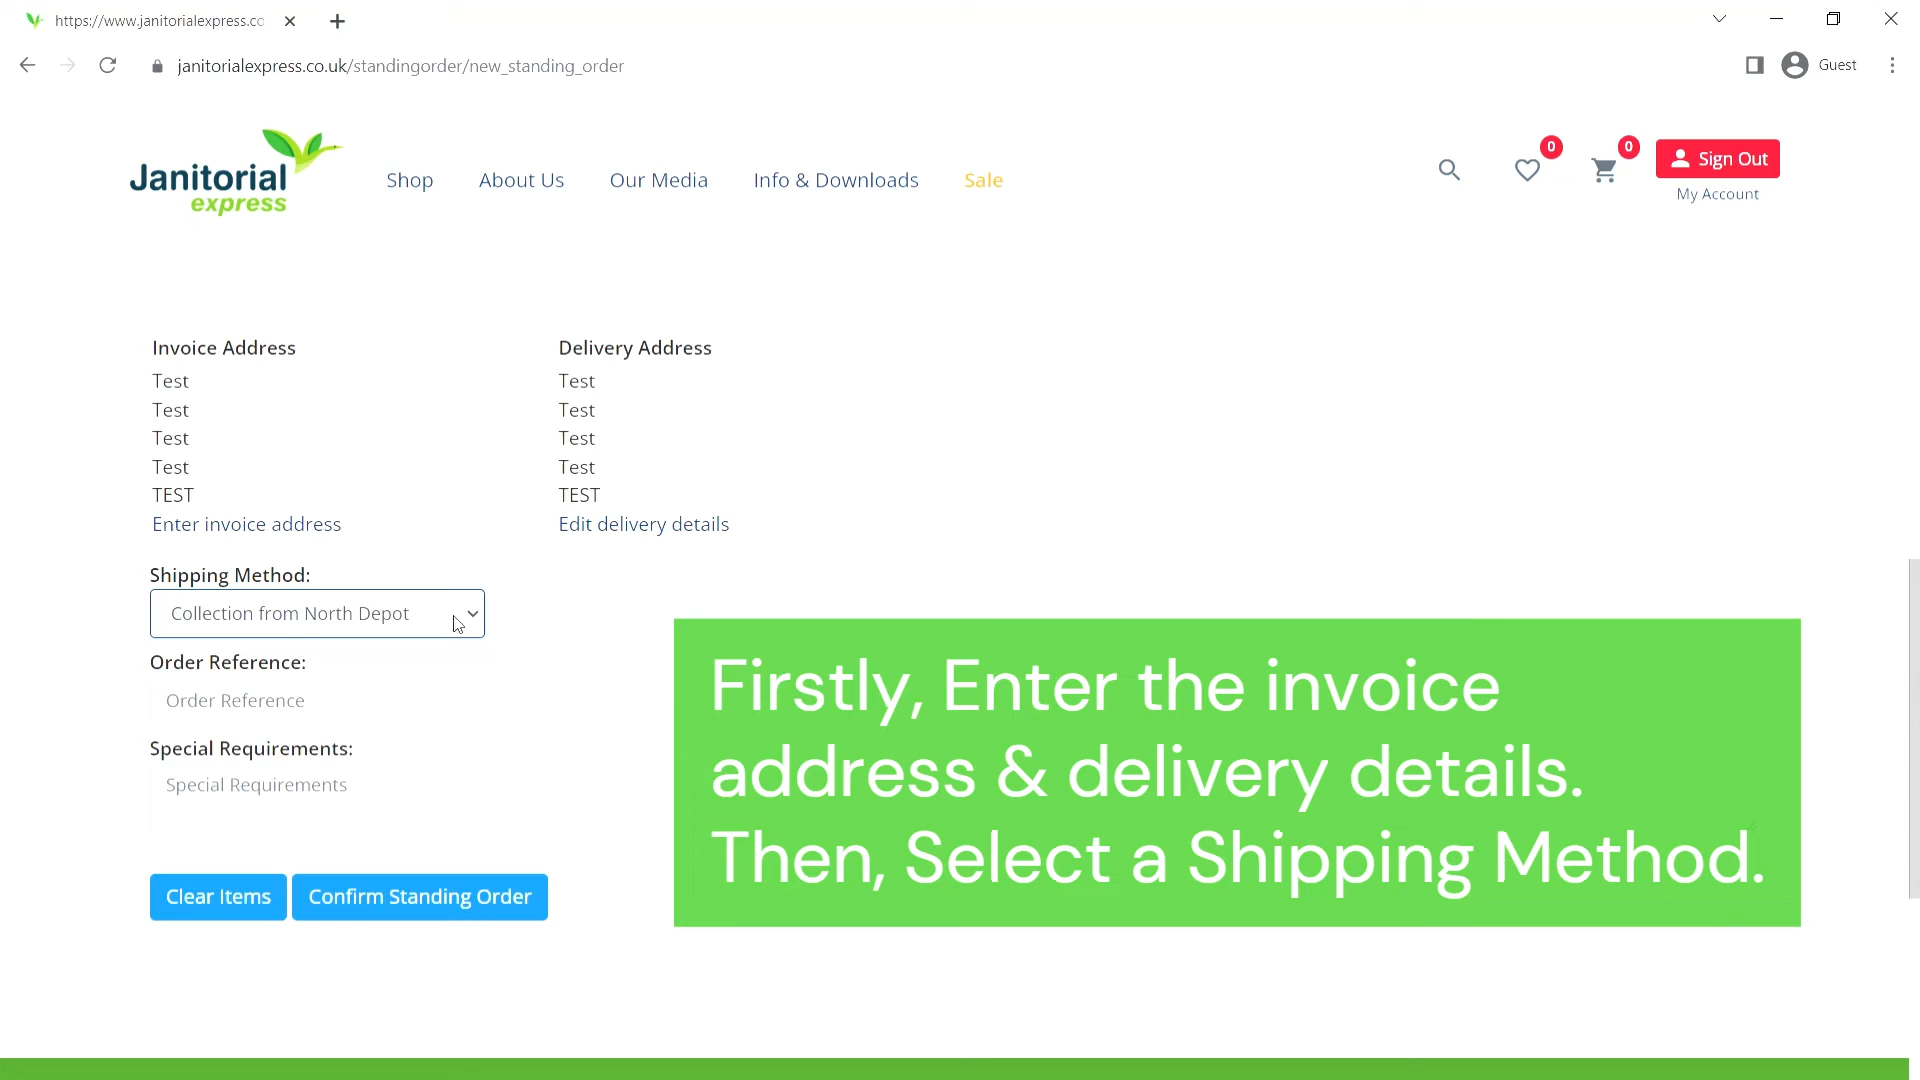 https://www.janitorialexpress.co
janitorialexpress.co.uk/standingorder/new_standing_order
Guest
Janitorial
express
Shop
About Us
Our Media
Info & Downloads
Sale
0
0
Sign Out
My Account
Invoice Address
Test
Test
Test
Test
TEST
Enter invoice address
Delivery Address
Test
Test
Test
Test
TEST
Edit delivery details
Shipping Method:
Collection from North Depot
Order Reference:
Order Reference
Special Requirements:
Special Requirements
Clear Items
Confirm Standing Order
Firstly, Enter the invoice
address & delivery details.
Then, Select a Shipping Method.